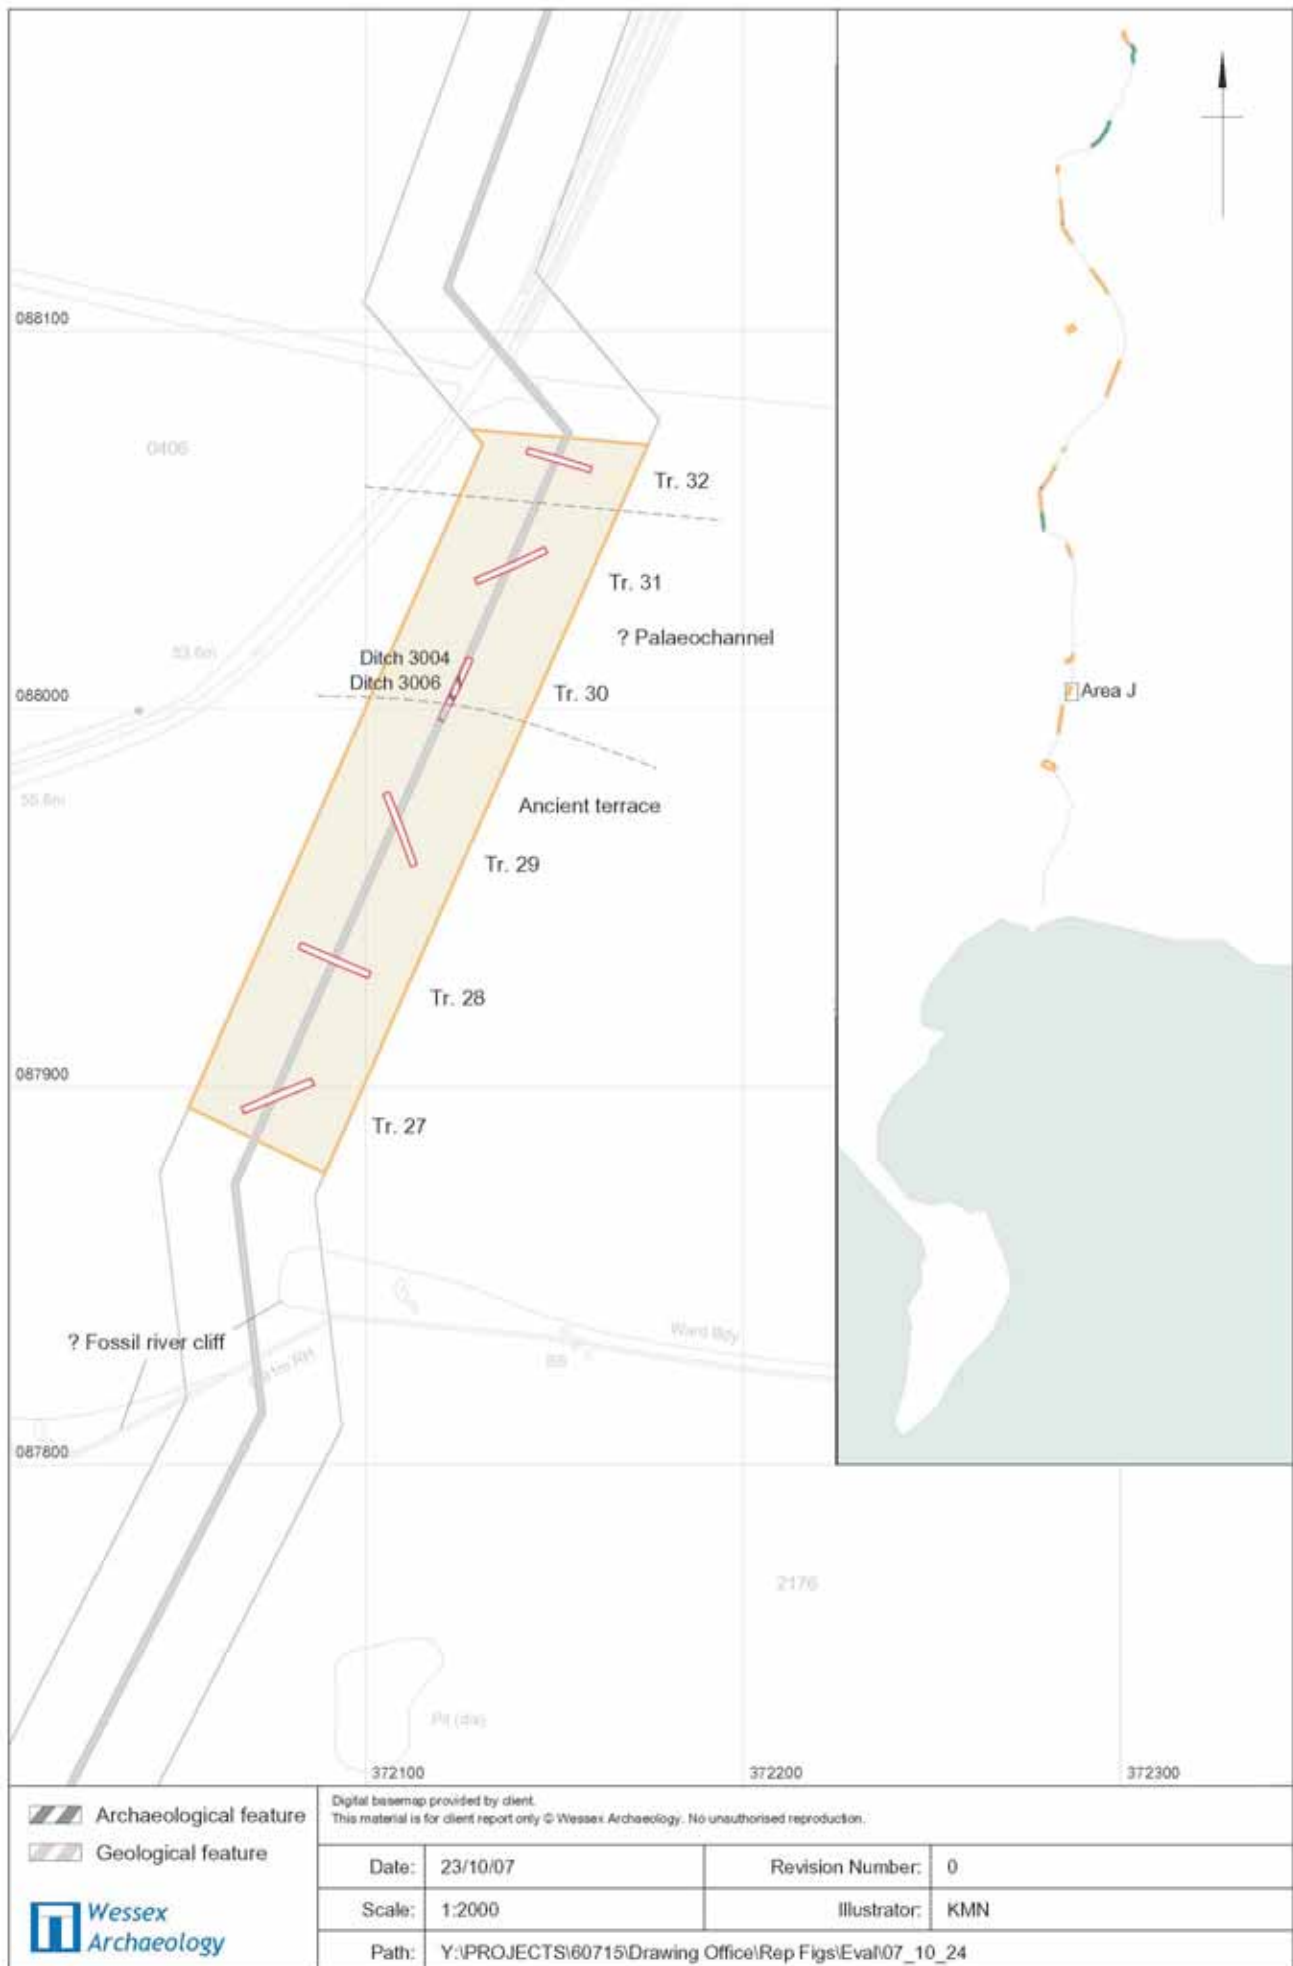 088100
0406
Tr. 32
Tr. 31
? Palaeochannel
53.6m
Ditch 3004
Ditch 3006
088000
Tr. 30
Area J
55.6m
Ancient terrace
Tr. 29
Tr. 28
087900
Tr. 27
? Fossil river cliff
Ward Bdy
BB
087800
2176
Pit (dis)
372100
372200
372300
Archaeological feature
Geological feature
Wessex
Archaeology
Digital basemap provided by client.
This material is for client report only © Wessex Archaeology. No unauthorised reproduction.
Date: 23/10/07 Revision Number: 0
Scale: 1:2000 Illustrator: KMN
Path: Y:\PROJECTS\60715\Drawing Office\Rep Figs\Eval\07_10_24